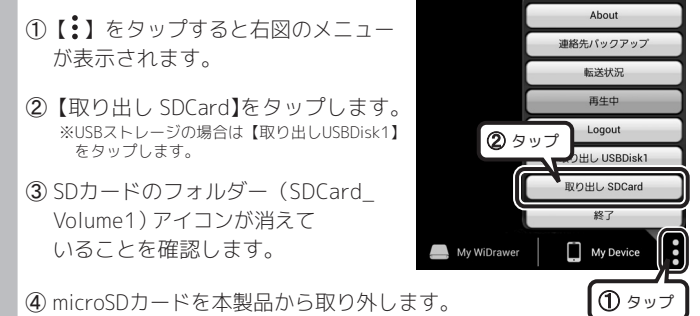 ①【⋮】をタップすると右図のメニュー
が表示されます。
②【取り出し SDCard】をタップします。
※USBストレージの場合は【取り出しUSBDisk1】
をタップします。
③ SDカードのフォルダー（SDCard_
Volume1）アイコンが消えて
いることを確認します。
④ microSDカードを本製品から取り外します。
About
連絡先バックアップ
転送状況
再生中
Logout
② タップ
り出し USBDisk1
取り出し SDCard
終了
My WiDrawer
My Device
① タップ